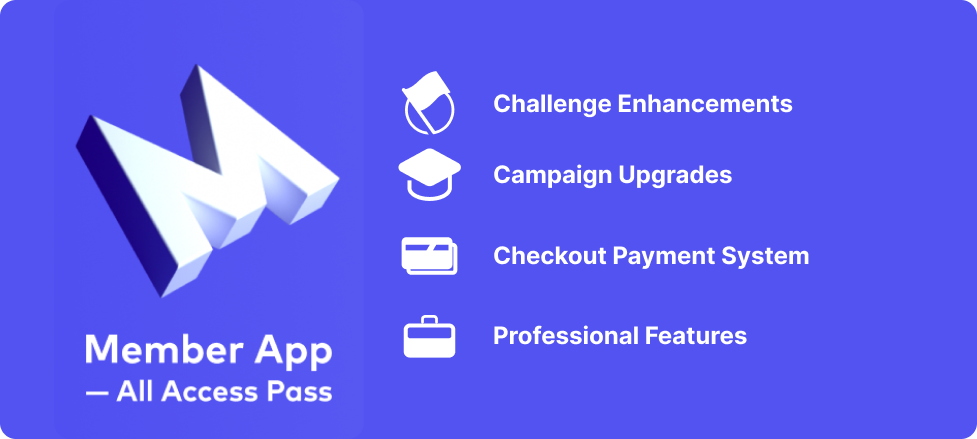 Member App
— All Access Pass
Challenge Enhancements
Campaign Upgrades
Checkout Payment System
Professional Features